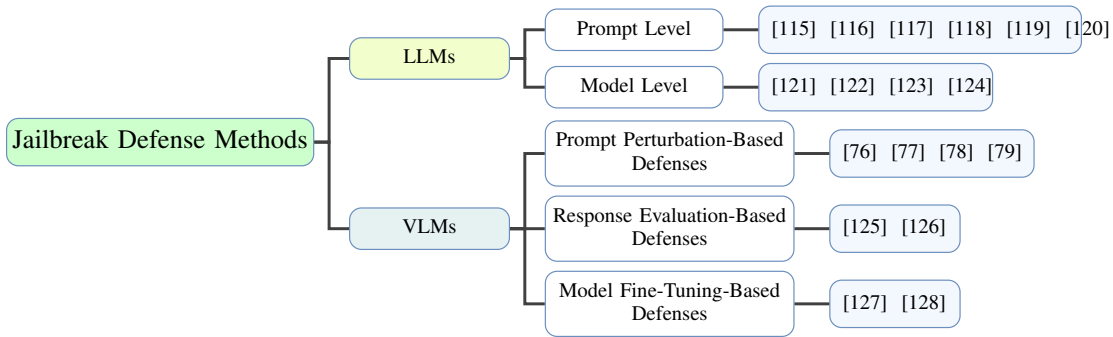 Jailbreak Defense Methods
LLMs
Prompt Level
[115] [116] [117] [118] [119] [120]
Model Level
[121] [122] [123] [124]
VLMs
Prompt Perturbation-Based
Defenses
[76] [77] [78] [79]
Response Evaluation-Based
Defenses
[125] [126]
Model Fine-Tuning-Based
Defenses
[127] [128]